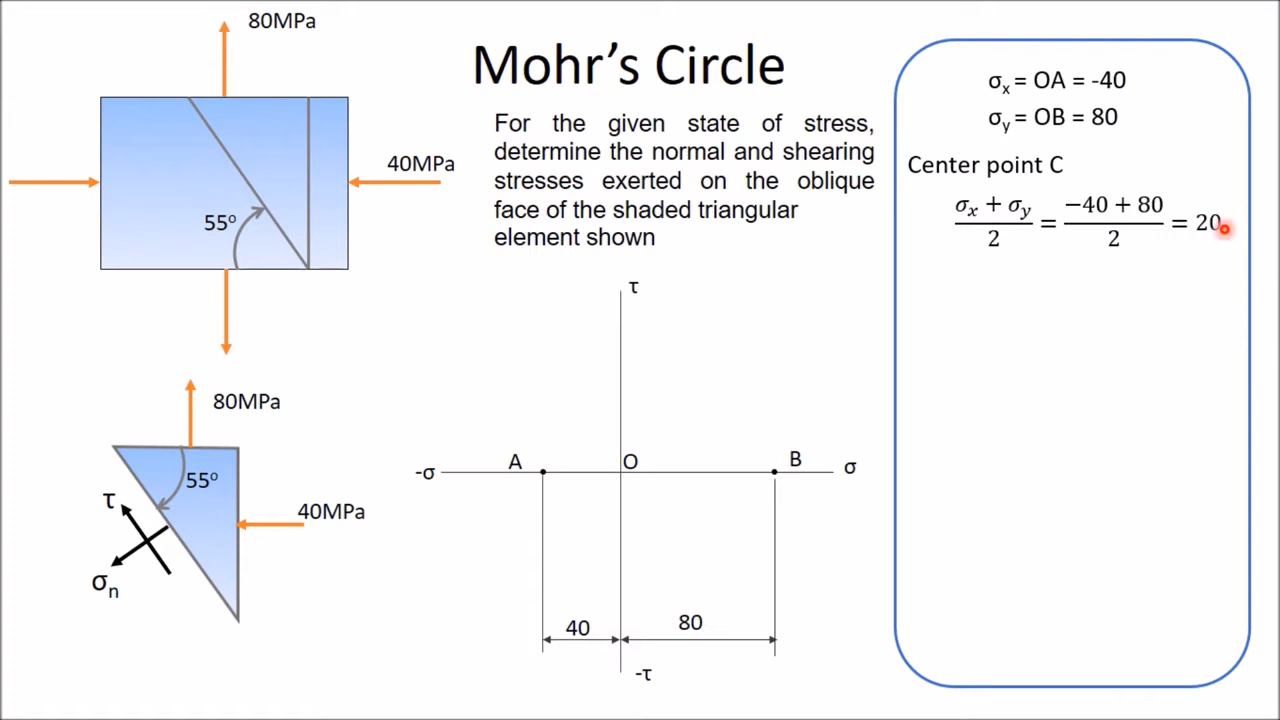 80MPa
Mohr's Circle
For the given state of stress,
determine the normal and shearing
stresses exerted on the oblique
face of the shaded triangular
element shown
40MPa
55º
80MPa
55º
τ
40MPa
σn
τ
-σ
A
O
B
σ
40
80
-τ
σx = OA = -40
σy = OB = 80
Center point C
(σx + σy)/2 = (−40 + 80)/2 = 20